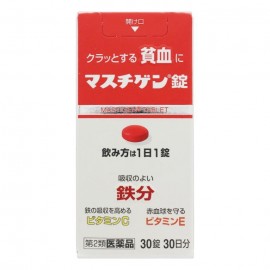 開け口
クラッとする貧血に
マスチゲン錠
MASTIGEN TABLET
飲み方は1日1錠
吸収のよい
鉄分
鉄の吸収を高める
ビタミンC
赤血球を守る
ビタミンE
第2類医薬品
30錠 30日分